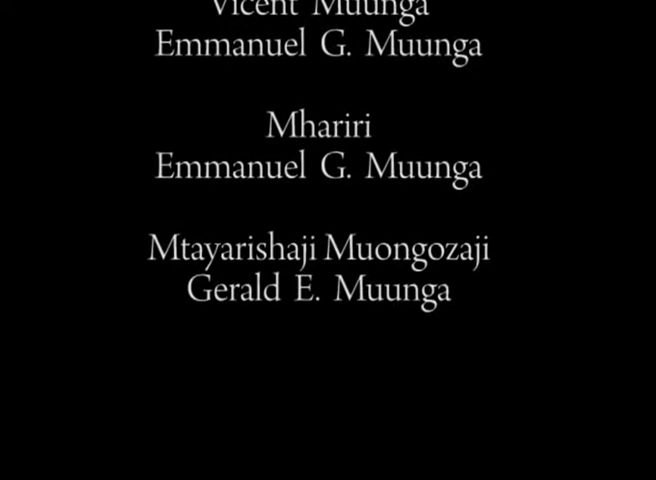 Vicent Muunga
Emmanuel G. Muunga
Mhariri
Emmanuel G. Muunga
Mtayarishaji Muongozaji
Gerald E. Muunga